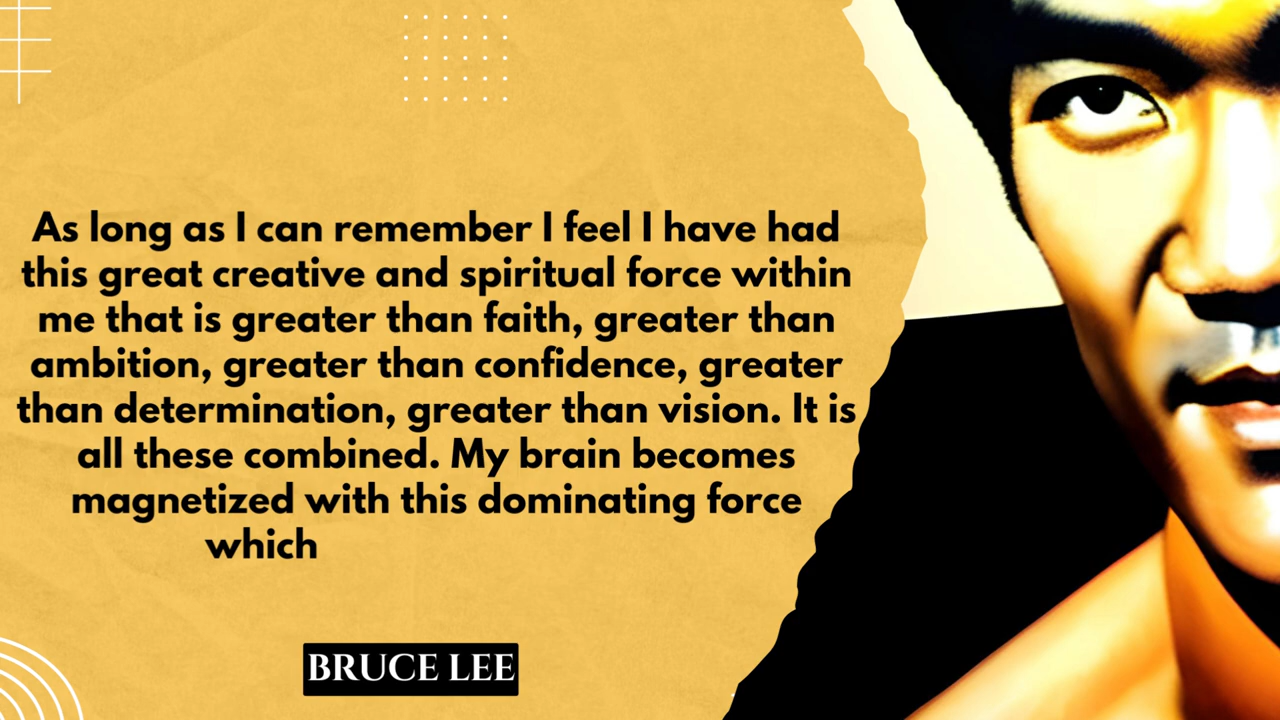 As long as I can remember I feel I have had
this great creative and spiritual force within
me that is greater than faith, greater than
ambition, greater than confidence, greater
than determination, greater than vision. It is
all these combined. My brain becomes
magnetized with this dominating force
which
BRUCE LEE